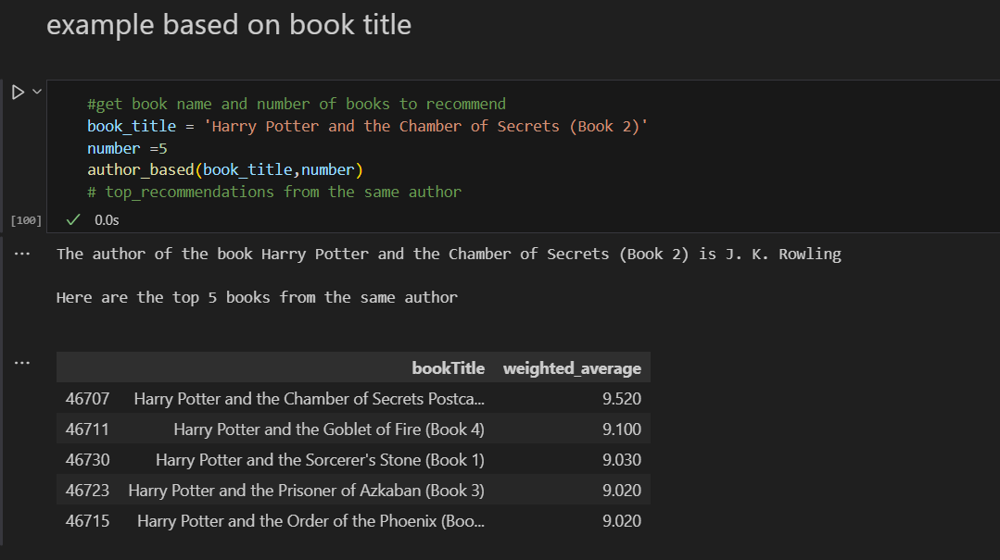 example based on book title
#get book name and number of books to recommend
book_title = 'Harry Potter and the Chamber of Secrets (Book 2)'
number =5
author_based(book_title,number)
# top_recommendations from the same author
[100] 0.0s
... The author of the book Harry Potter and the Chamber of Secrets (Book 2) is J. K. Rowling
Here are the top 5 books from the same author
...
bookTitle weighted_average
46707 Harry Potter and the Chamber of Secrets Postca... 9.520
46711 Harry Potter and the Goblet of Fire (Book 4) 9.100
46730 Harry Potter and the Sorcerer's Stone (Book 1) 9.030
46723 Harry Potter and the Prisoner of Azkaban (Book 3) 9.020
46715 Harry Potter and the Order of the Phoenix (Boo... 9.020